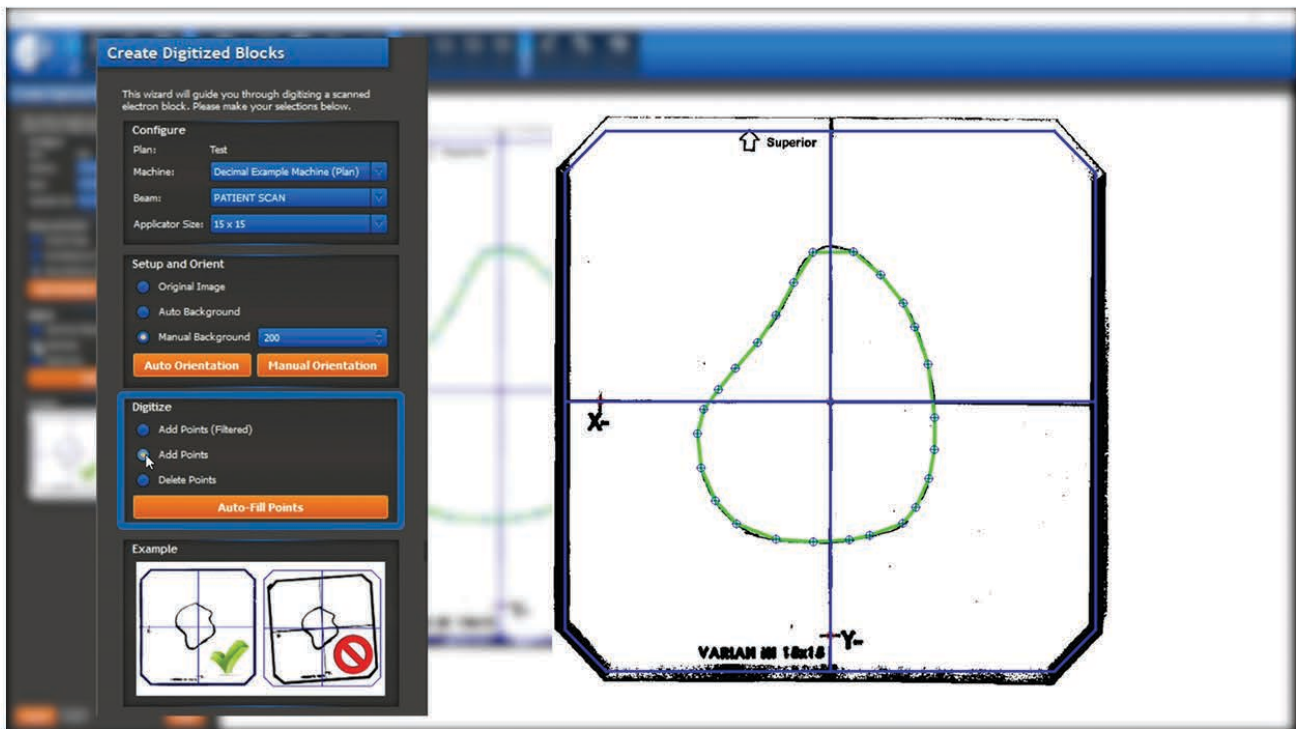 Create Digitized Blocks
This wizard will guide you through digitizing a scanned
electron block. Please make your selections below.
Configure
Plan: Test
Machine: Decimal Example Machine (Plan)
Beam: PATIENT SCAN
Applicator Size: 15 x 15
Setup and Orient
Original Image
Auto Background
Manual Background 200
Auto Orientation Manual Orientation
Digitize
Add Points (Filtered)
Add Points
Delete Points
Auto-Fill Points
Example
Superior
X-
Y-
VARIAN III 15x15